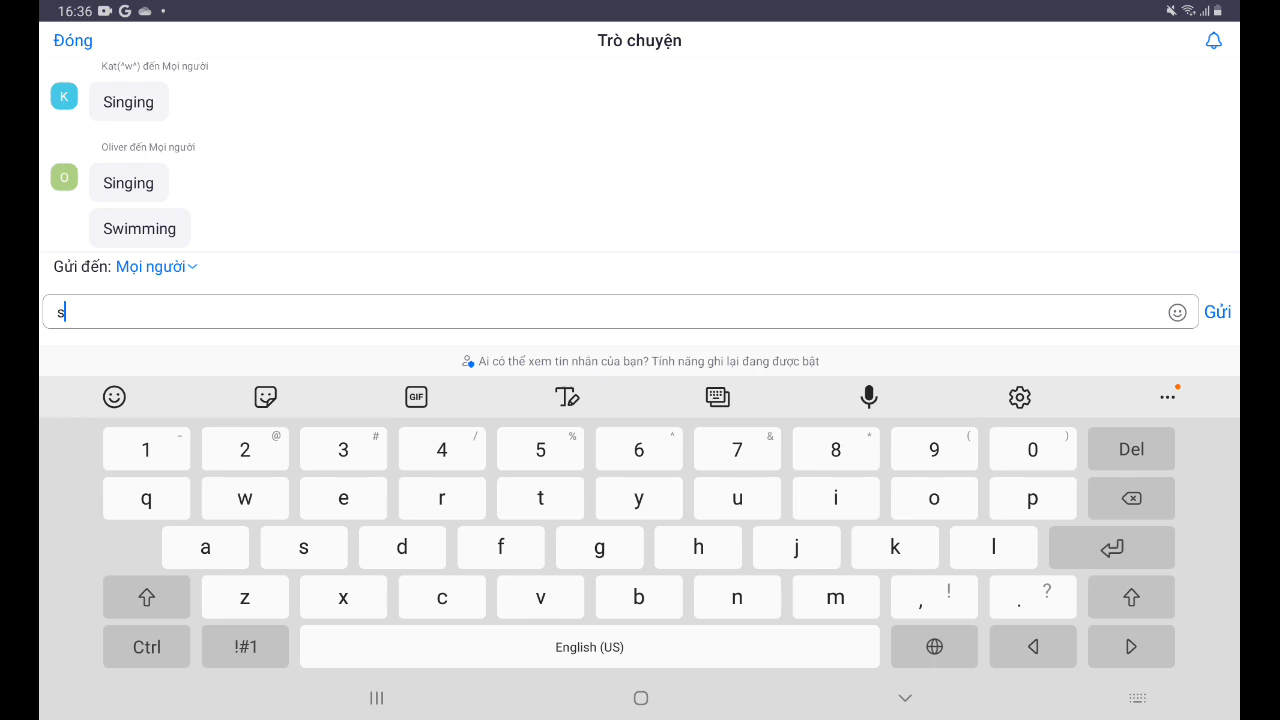 16:36
Đóng
Trò chuyện
Kat(^w^) đến Mọi người
K
Singing
Oliver đến Mọi người
O
Singing
Swimming
Gửi đến: Mọi người
s
Gửi
Ai có thể xem tin nhắn của bạn? Tính năng ghi lại đang được bật
GIF
1 - 2 @ 3 # 4 / 5 % 6 ^ 7 & 8 * 9 ( 0 ) Del
q w e r t y u i o p
a s d f g h j k l
z x c v b n m , ! . ?
Ctrl !#1 English (US)